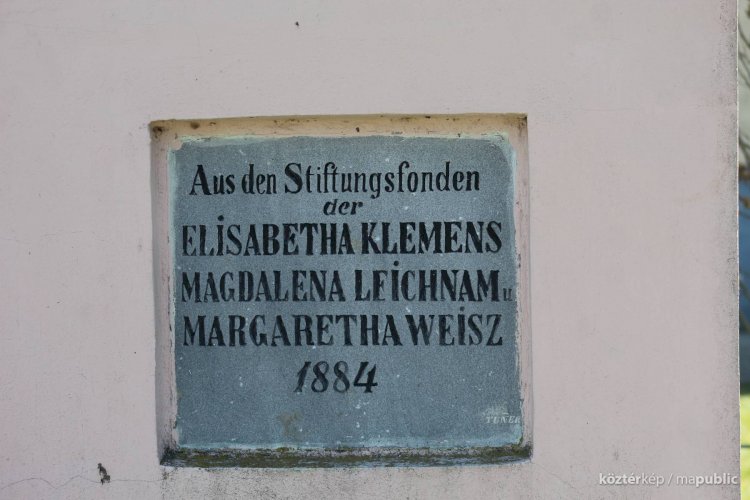 Aus den Stiftungsfonden
der
ELiSABETHA KLEMENS
MAGDALENA LEiCHNAM u
MARGARETHA WEiSZ
1884
köztérkép / mapublic